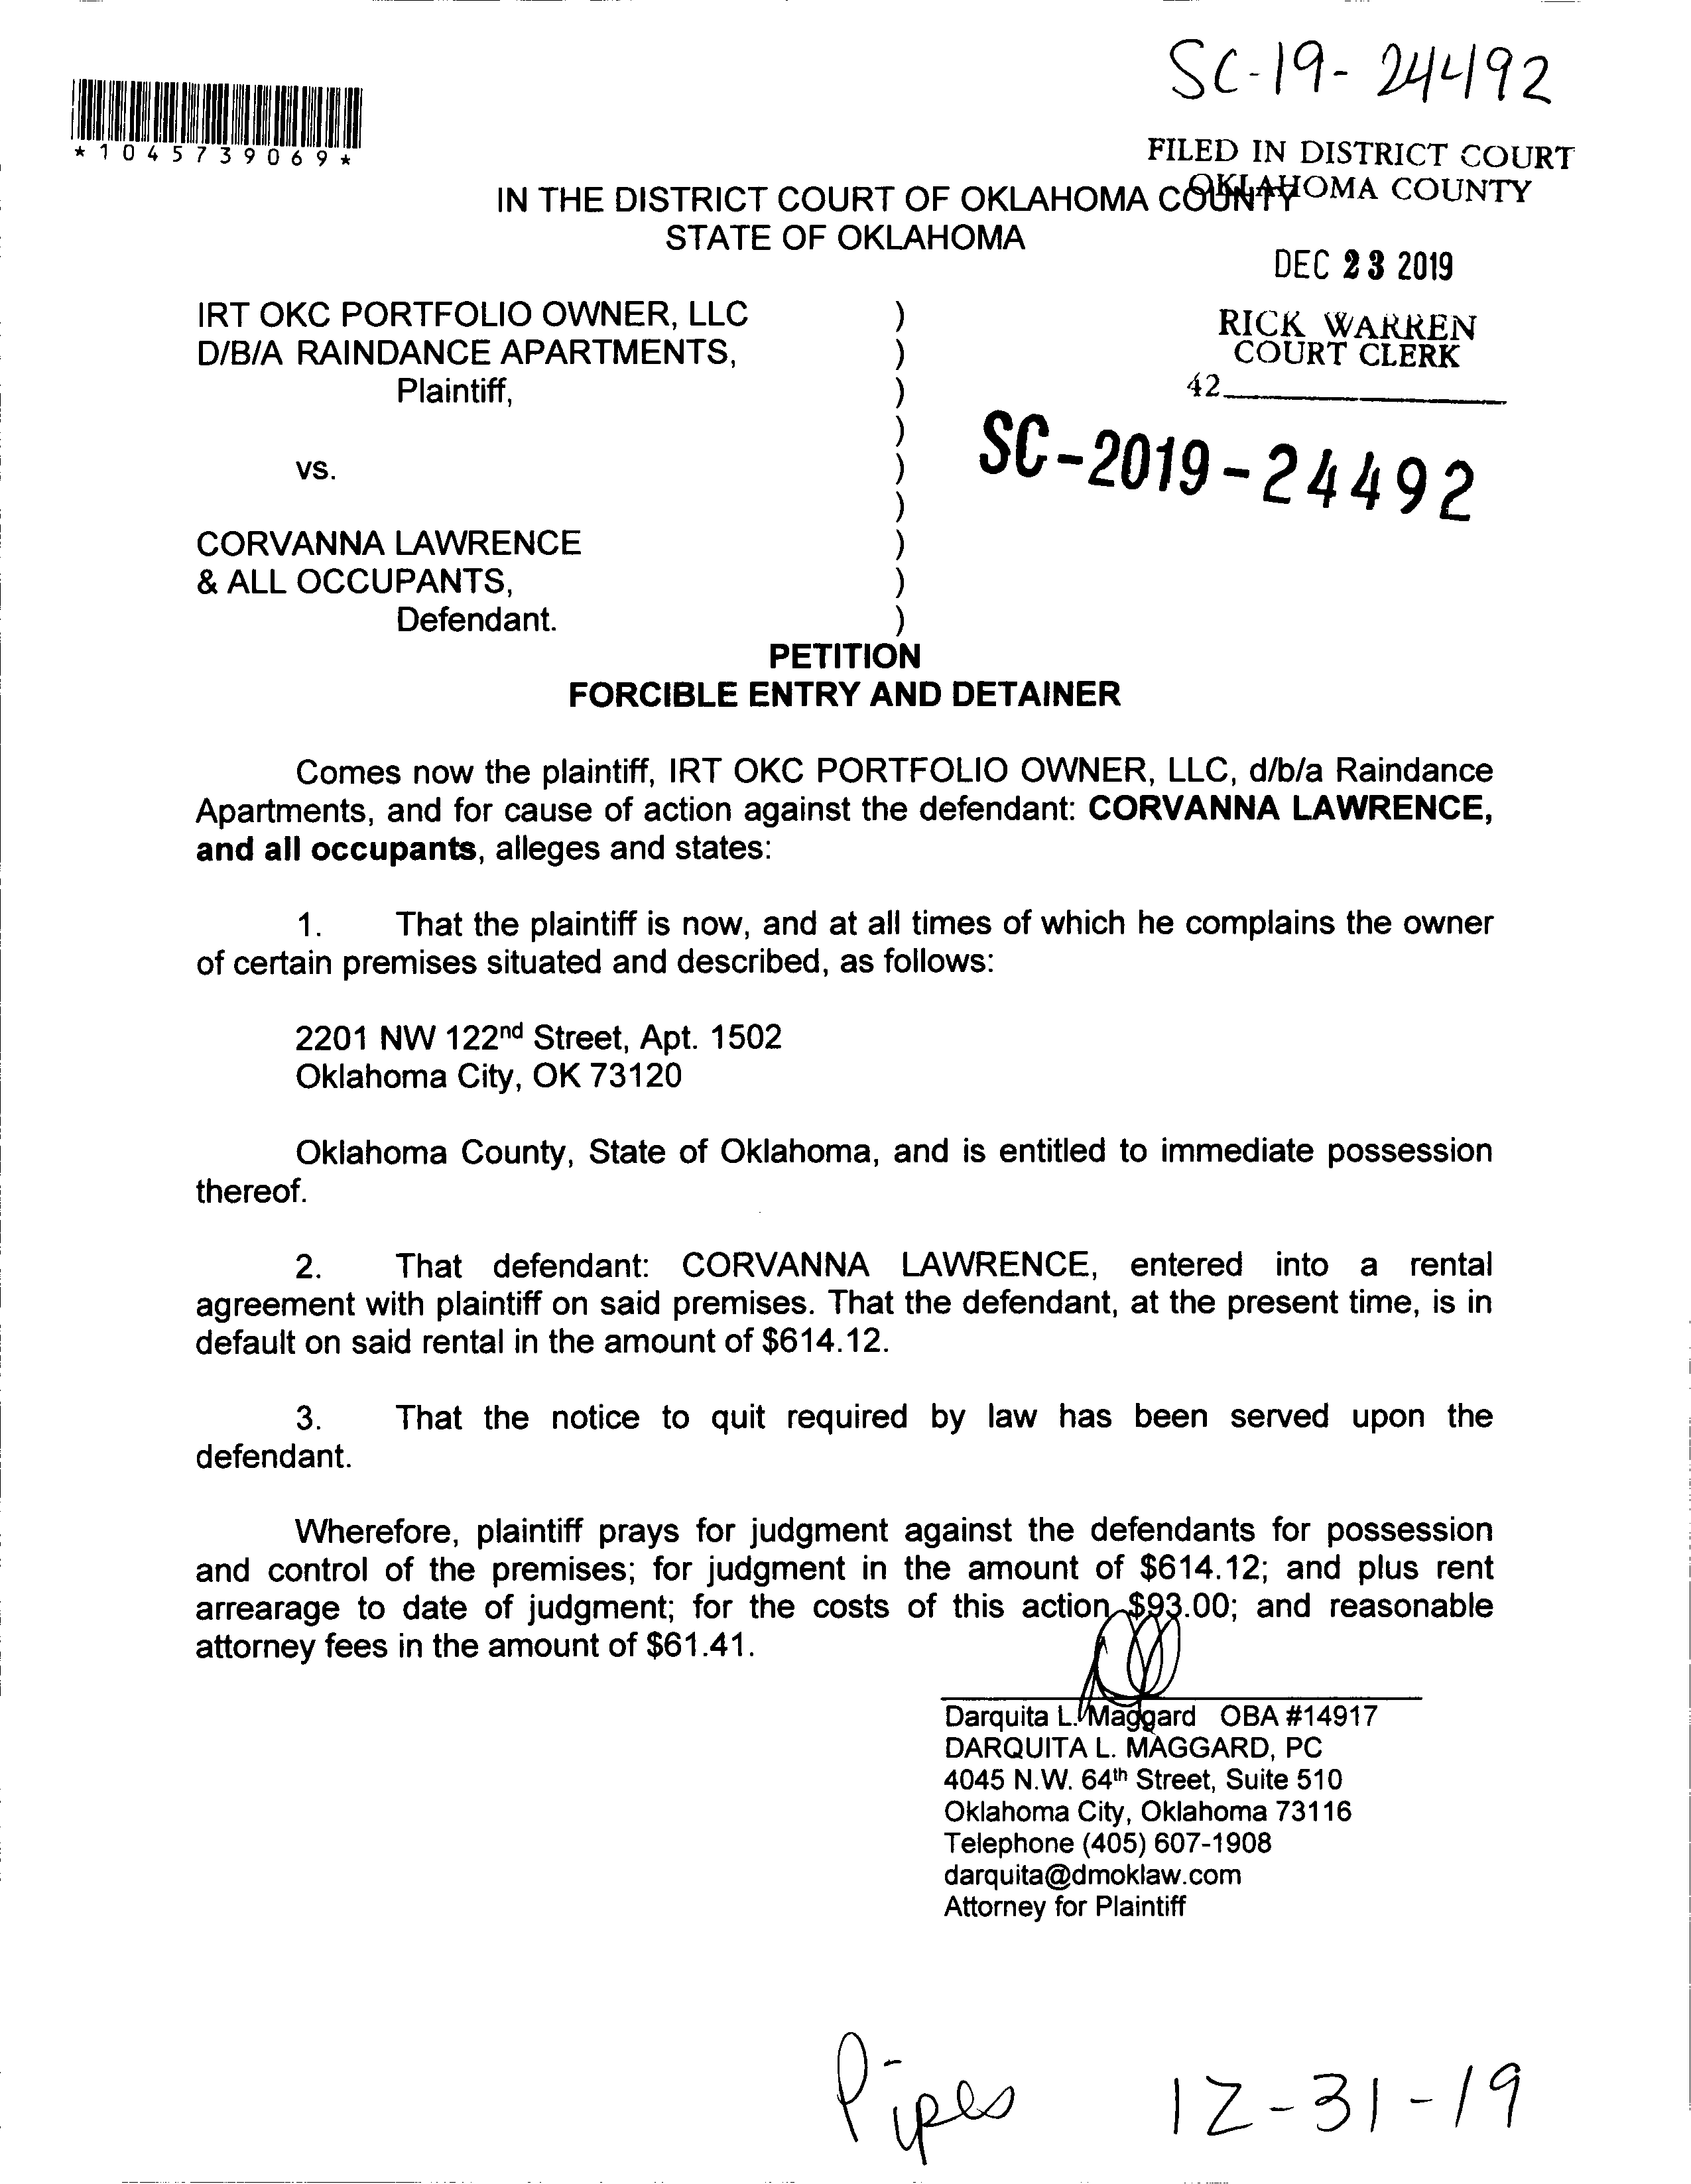 SC-19-24492
*1045739069*
FILED IN DISTRICT COURT
OKLAHOMA COUNTY
IN THE DISTRICT COURT OF OKLAHOMA COUNTY
STATE OF OKLAHOMA
DEC 23 2019
RICK WARREN
COURT CLERK
42
IRT OKC PORTFOLIO OWNER, LLC )
D/B/A RAINDANCE APARTMENTS, )
Plaintiff, )
)
vs. )
)
SC-2019-24492
CORVANNA LAWRENCE )
& ALL OCCUPANTS, )
Defendant. )
PETITION
FORCIBLE ENTRY AND DETAINER
Comes now the plaintiff, IRT OKC PORTFOLIO OWNER, LLC, d/b/a Raindance
Apartments, and for cause of action against the defendant: CORVANNA LAWRENCE,
and all occupants, alleges and states:
1. That the plaintiff is now, and at all times of which he complains the owner
of certain premises situated and described, as follows:
2201 NW 122nd Street, Apt. 1502
Oklahoma City, OK 73120
Oklahoma County, State of Oklahoma, and is entitled to immediate possession
thereof.
2. That defendant: CORVANNA LAWRENCE, entered into a rental
agreement with plaintiff on said premises. That the defendant, at the present time, is in
default on said rental in the amount of $614.12.
3. That the notice to quit required by law has been served upon the
defendant.
Wherefore, plaintiff prays for judgment against the defendants for possession
and control of the premises; for judgment in the amount of $614.12; and plus rent
arrearage to date of judgment; for the costs of this action $93.00; and reasonable
attorney fees in the amount of $61.41.
Darquita L. Maggard OBA #14917
DARQUITA L. MAGGARD, PC
4045 N.W. 64th Street, Suite 510
Oklahoma City, Oklahoma 73116
Telephone (405) 607-1908
darquita@dmoklaw.com
Attorney for Plaintiff
Pipes 12-31-19